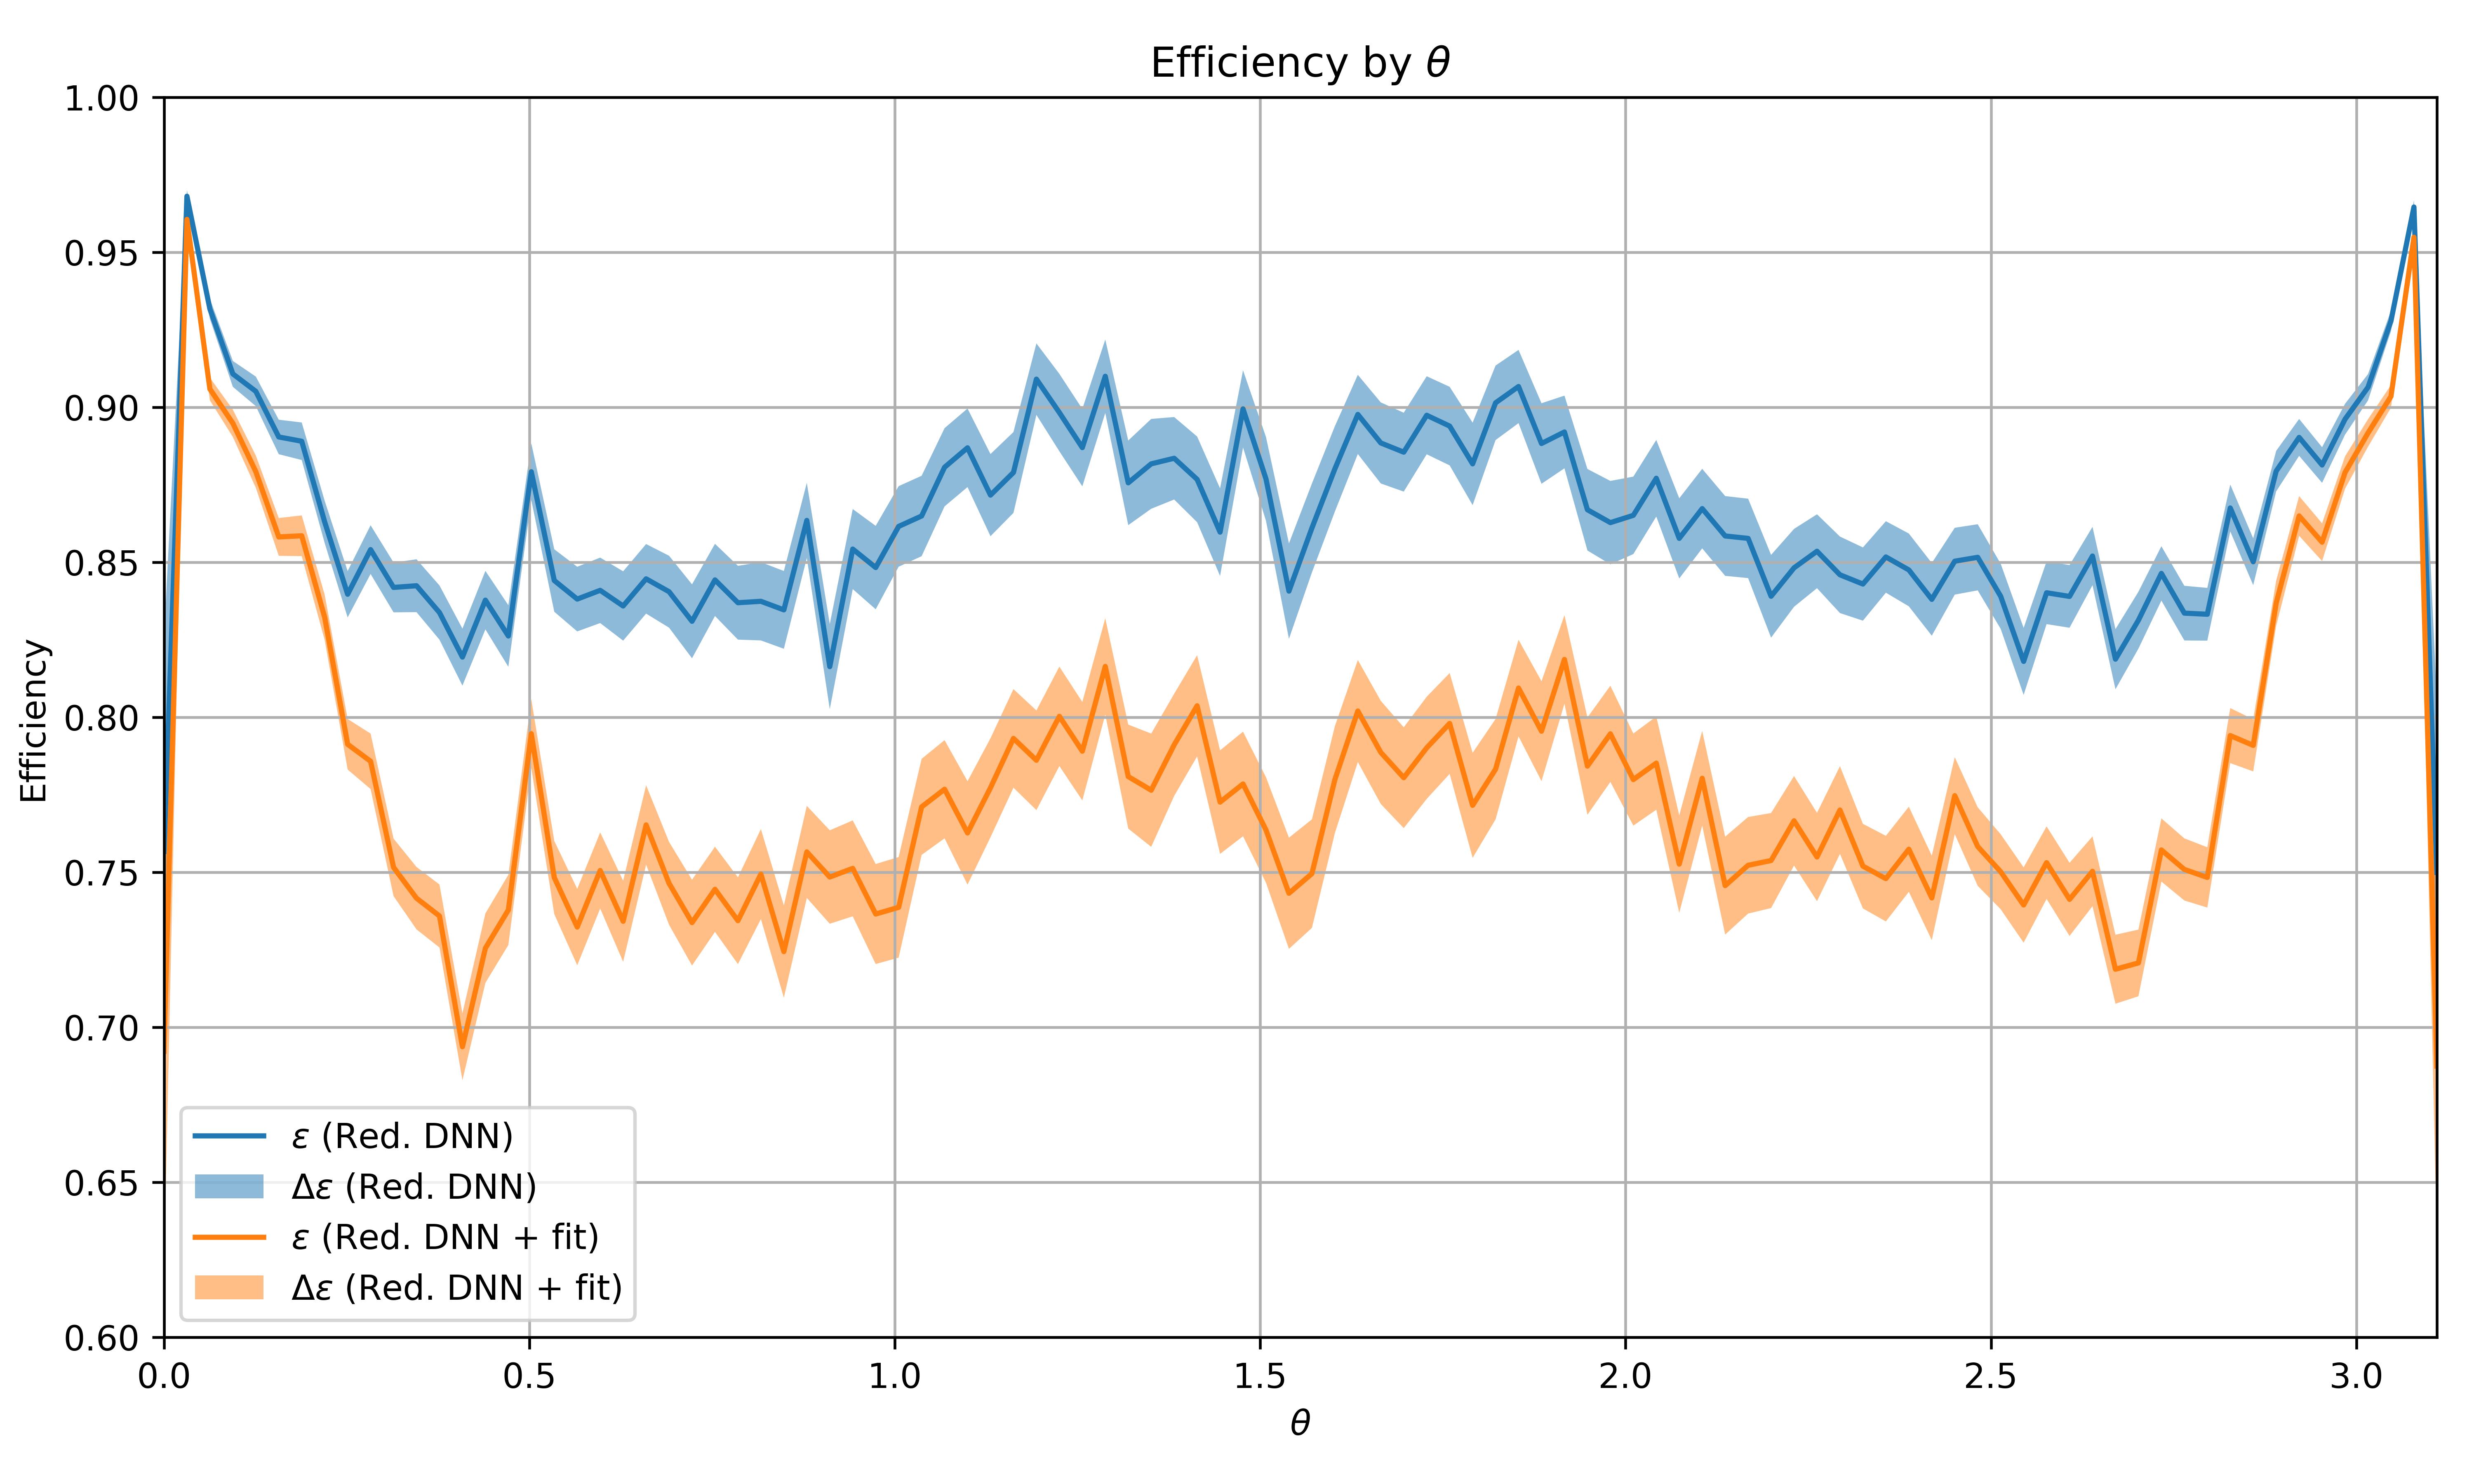 Efficiency by θ
1.00
0.95
0.90
0.85
0.80
0.75
0.70
0.65
0.60
Efficiency
ε (Red. DNN)
Δε (Red. DNN)
ε (Red. DNN + fit)
Δε (Red. DNN + fit)
0.0 0.5 1.0 1.5 2.0 2.5 3.0
θ